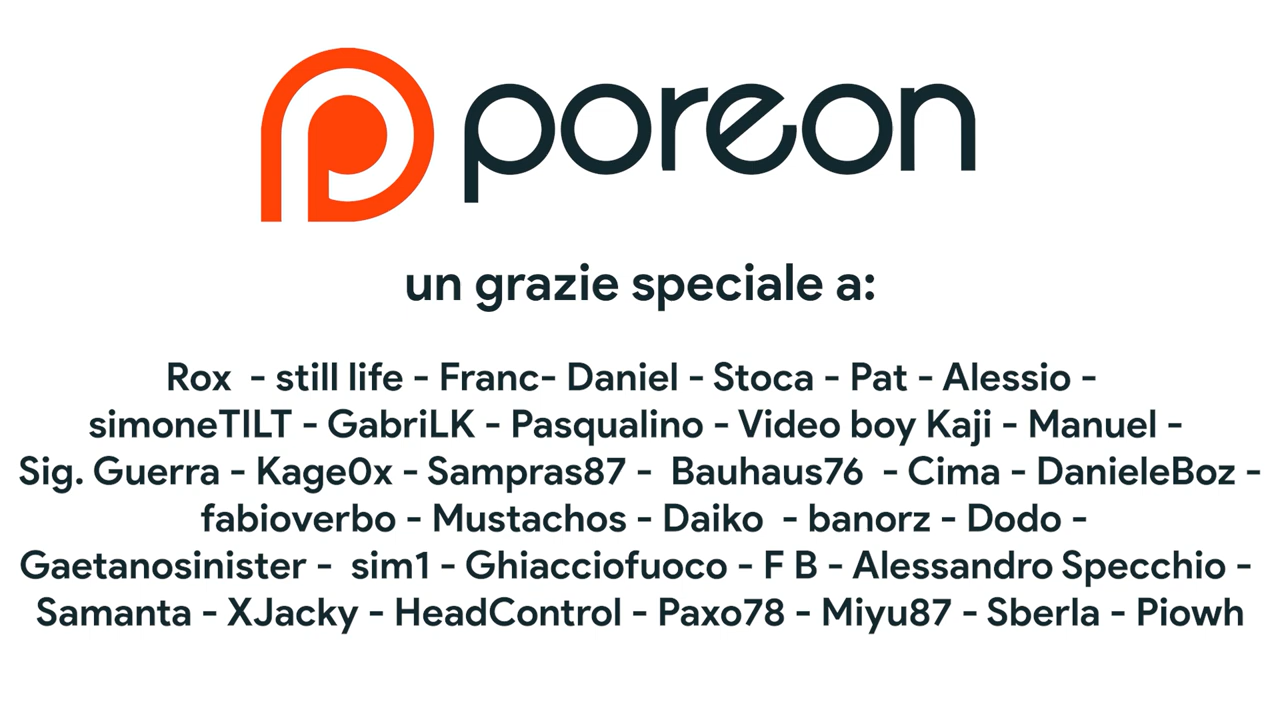 poreon
un grazie speciale a:
Rox - still life - Franc- Daniel - Stoca - Pat - Alessio -
simoneTILT - GabriLK - Pasqualino - Video boy Kaji - Manuel -
Sig. Guerra - Kage0x - Sampras87 - Bauhaus76 - Cima - DanieleBoz -
fabioverbo - Mustachos - Daiko - banorz - Dodo -
Gaetanosinister - sim1 - Ghiacciofuoco - F B - Alessandro Specchio -
Samanta - XJacky - HeadControl - Paxo78 - Miyu87 - Sberla - Piowh